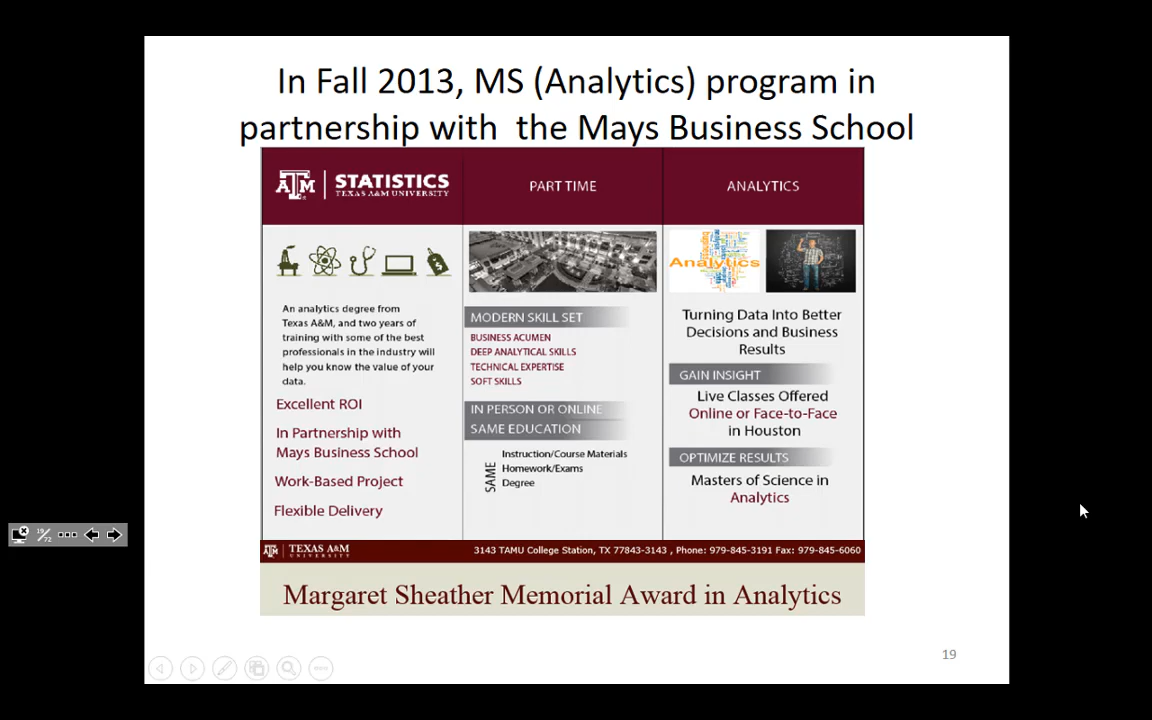 In Fall 2013, MS (Analytics) program in
partnership with the Mays Business School
ATM STATISTICS
TEXAS A&M UNIVERSITY
PART TIME
ANALYTICS
Analytics
An analytics degree from
Texas A&M, and two years of
training with some of the best
professionals in the industry will
help you know the value of your
data.
Excellent ROI
In Partnership with
Mays Business School
Work-Based Project
Flexible Delivery
MODERN SKILL SET
BUSINESS ACUMEN
DEEP ANALYTICAL SKILLS
TECHNICAL EXPERTISE
SOFT SKILLS
IN PERSON OR ONLINE
SAME EDUCATION
SAME
Instruction/Course Materials
Homework/Exams
Degree
Turning Data Into Better
Decisions and Business
Results
GAIN INSIGHT
Live Classes Offered
Online or Face-to-Face
in Houston
OPTIMIZE RESULTS
Masters of Science in
Analytics
ATM TEXAS A&M
UNIVERSITY
3143 TAMU College Station, TX 77843-3143 , Phone: 979-845-3191 Fax: 979-845-6060
Margaret Sheather Memorial Award in Analytics
19
19/72